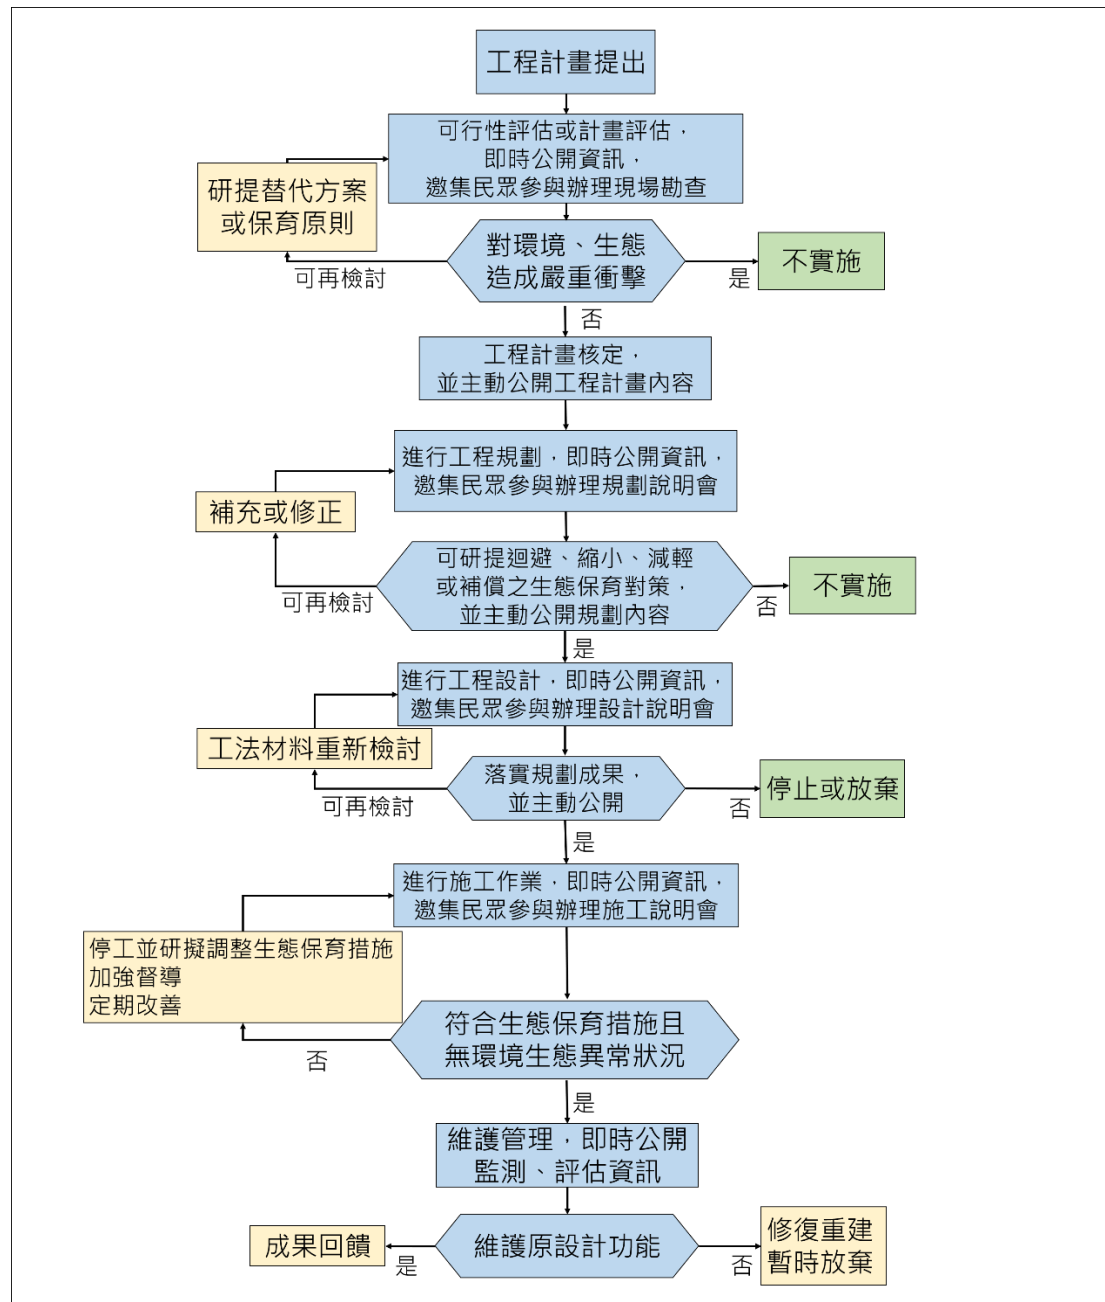 工程計畫提出
可行性評估或計畫評估，
即時公開資訊，
邀集民眾參與辦理現場勘查
研提替代方案
或保育原則
對環境、生態
造成嚴重衝擊
可再檢討
是
不實施
否
工程計畫核定，
並主動公開工程計畫內容
進行工程規劃，即時公開資訊，
邀集民眾參與辦理規劃說明會
補充或修正
可研提迴避、縮小、減輕
或補償之生態保育對策，
並主動公開規劃內容
可再檢討
否
不實施
是
進行工程設計，即時公開資訊，
邀集民眾參與辦理設計說明會
工法材料重新檢討
落實規劃成果，
並主動公開
可再檢討
否
停止或放棄
是
進行施工作業，即時公開資訊，
邀集民眾參與辦理施工說明會
停工並研擬調整生態保育措施
加強督導
定期改善
符合生態保育措施且
無環境生態異常狀況
否
是
維護管理，即時公開
監測、評估資訊
維護原設計功能
成果回饋
是
否
修復重建
暫時放棄